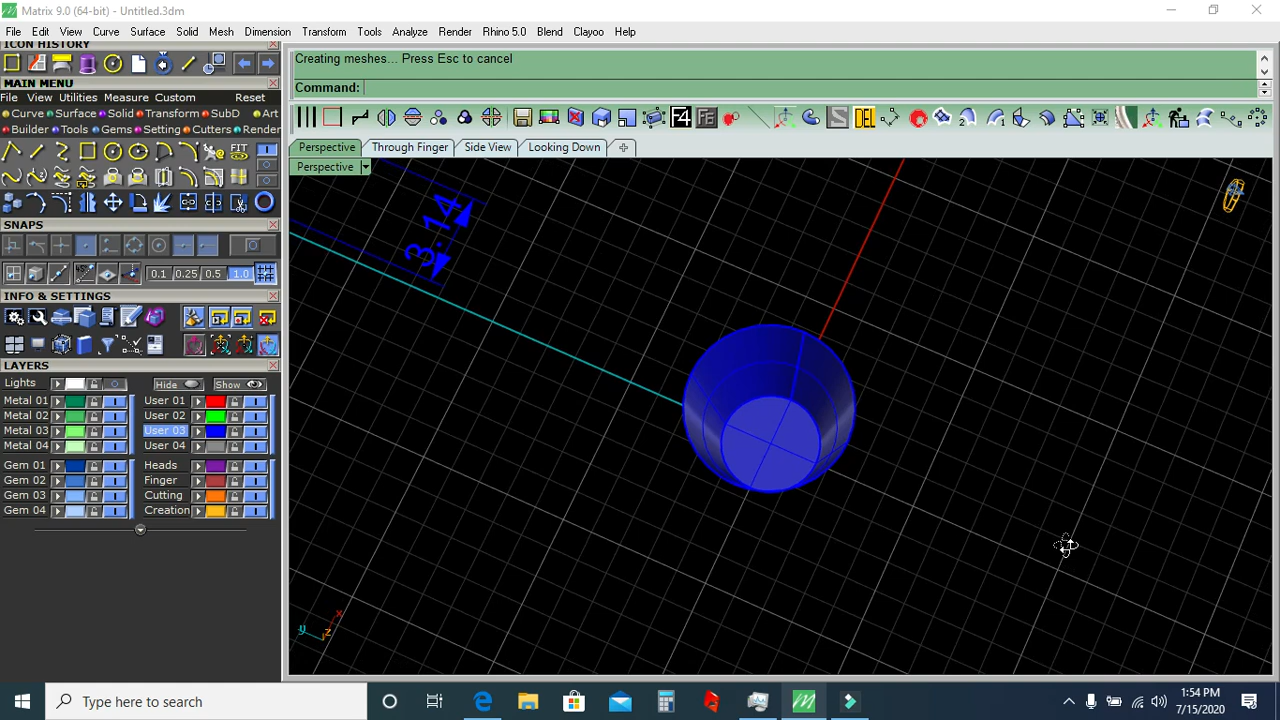 Matrix 9.0 (64-bit) - Untitled.3dm
File Edit View Curve Surface Solid Mesh Dimension Transform Tools Analyze Render Rhino 5.0 Blend Clayoo Help
ICON HISTORY
Creating meshes... Press Esc to cancel
Command:
MAIN MENU
File View Utilities Measure Custom Reset
Curve Surface Solid Transform SubD Art
Builder Tools Gems Setting Cutters Render
F4
DEL
Perspective Through Finger Side View Looking Down
Perspective
FIT
SNAPS
0.1 0.25 0.5 1.0
INFO & SETTINGS
LAYERS
Lights Hide Show
Metal 01 User 01
Metal 02 User 02
Metal 03 User 03
Metal 04 User 04
Gem 01 Heads
Gem 02 Finger
Gem 03 Cutting
Gem 04 Creation
3.14
x
y
z
Type here to search
1:54 PM
7/15/2020